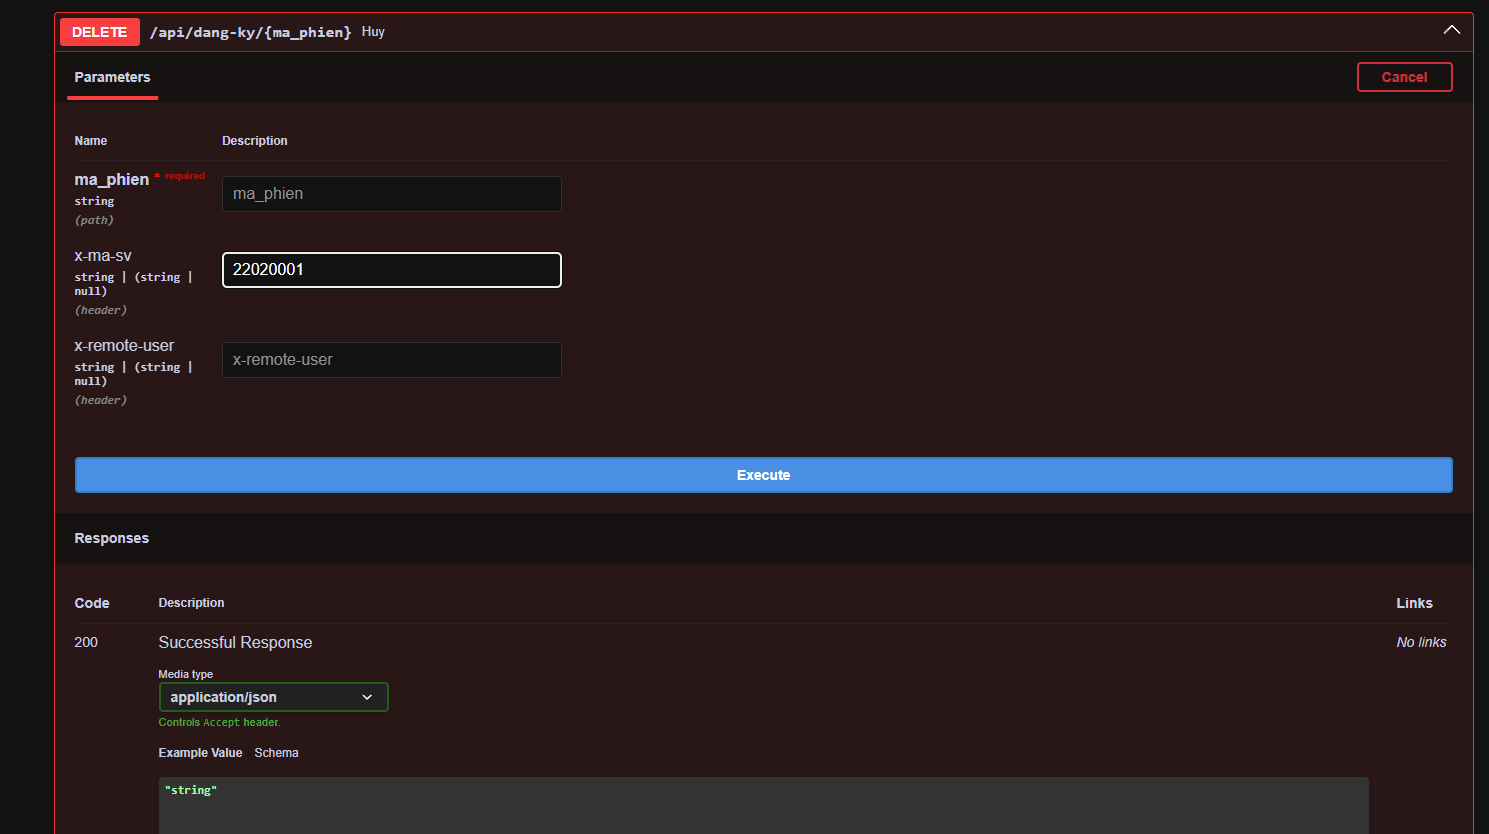 DELETE /api/dang-ky/{ma_phien} Huy
Parameters
Cancel
Name Description
ma_phien * required
string
(path)
ma_phien
x-ma-sv
string | (string |
null)
(header)
22020001
x-remote-user
string | (string |
null)
(header)
x-remote-user
Execute
Responses
Code Description Links
200 Successful Response No links
Media type
application/json
Controls Accept header.
Example Value Schema
"string"